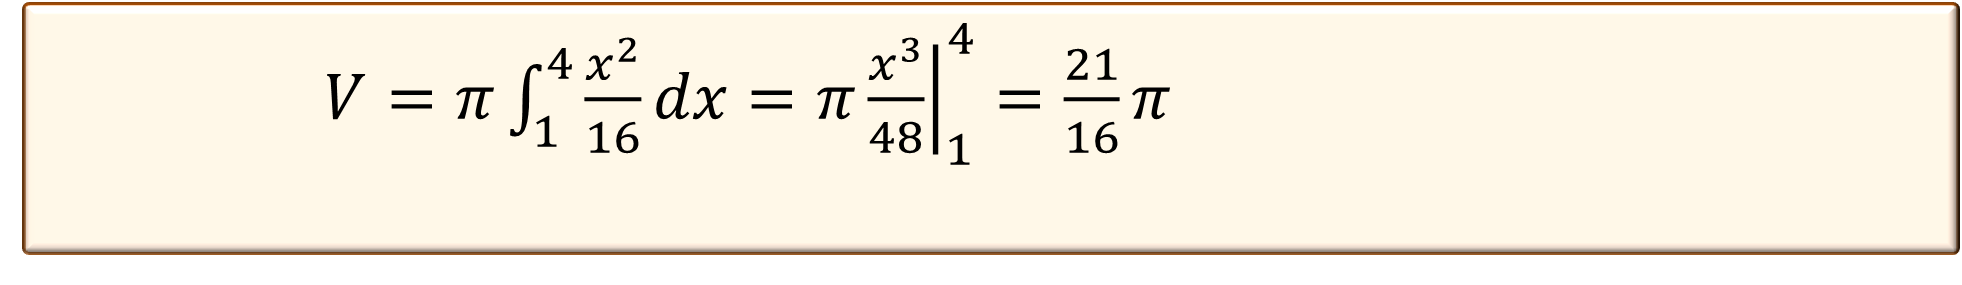 V = π ∫₁⁴ x²/16 dx = π x³/48 |₁⁴ = 21/16 π